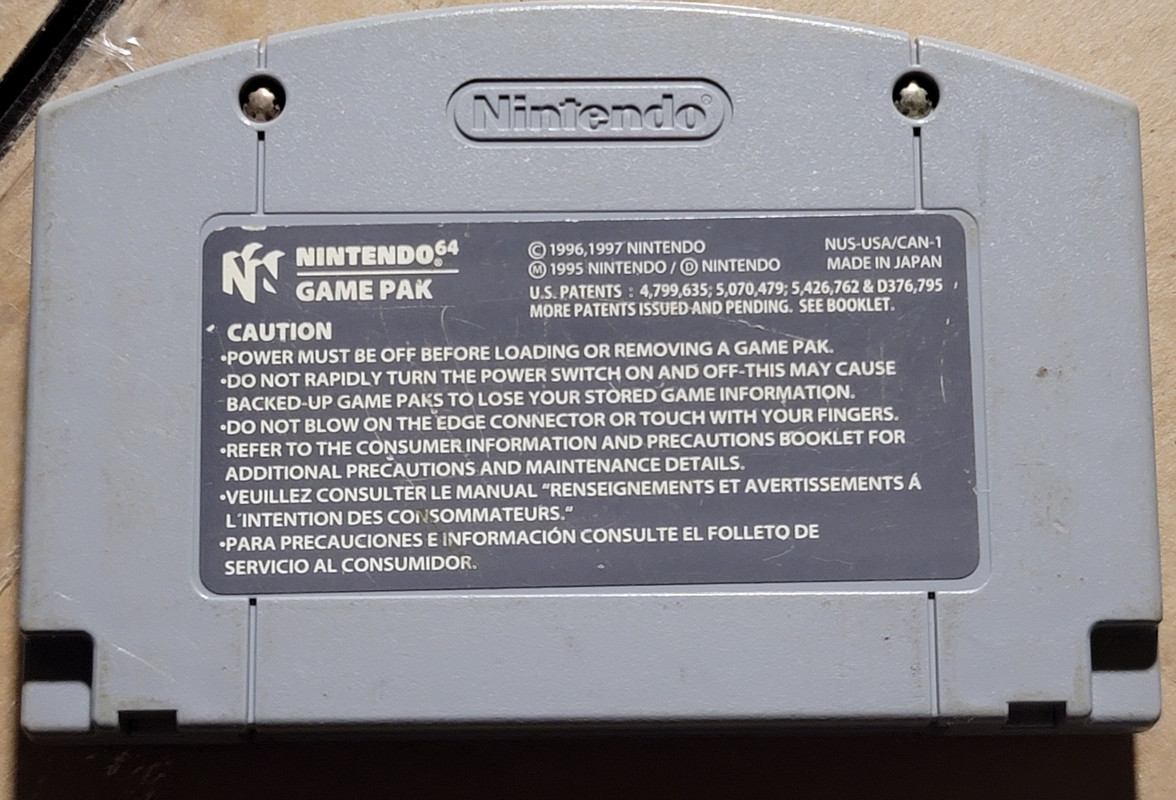 Nintendo®
NINTENDO®64
GAME PAK
© 1996,1997 NINTENDO
Ⓜ 1995 NINTENDO / Ⓓ NINTENDO
NUS-USA/CAN-1
MADE IN JAPAN
U.S. PATENTS : 4,799,635; 5,070,479; 5,426,762 & D376,795
MORE PATENTS ISSUED AND PENDING. SEE BOOKLET.
CAUTION
•POWER MUST BE OFF BEFORE LOADING OR REMOVING A GAME PAK.
•DO NOT RAPIDLY TURN THE POWER SWITCH ON AND OFF-THIS MAY CAUSE
BACKED-UP GAME PAKS TO LOSE YOUR STORED GAME INFORMATION.
•DO NOT BLOW ON THE EDGE CONNECTOR OR TOUCH WITH YOUR FINGERS.
•REFER TO THE CONSUMER INFORMATION AND PRECAUTIONS BOOKLET FOR
ADDITIONAL PRECAUTIONS AND MAINTENANCE DETAILS.
•VEUILLEZ CONSULTER LE MANUAL "RENSEIGNEMENTS ET AVERTISSEMENTS Á
L'INTENTION DES CONSOMMATEURS."
•PARA PRECAUCIONES E INFORMACIÓN CONSULTE EL FOLLETO DE
SERVICIO AL CONSUMIDOR.